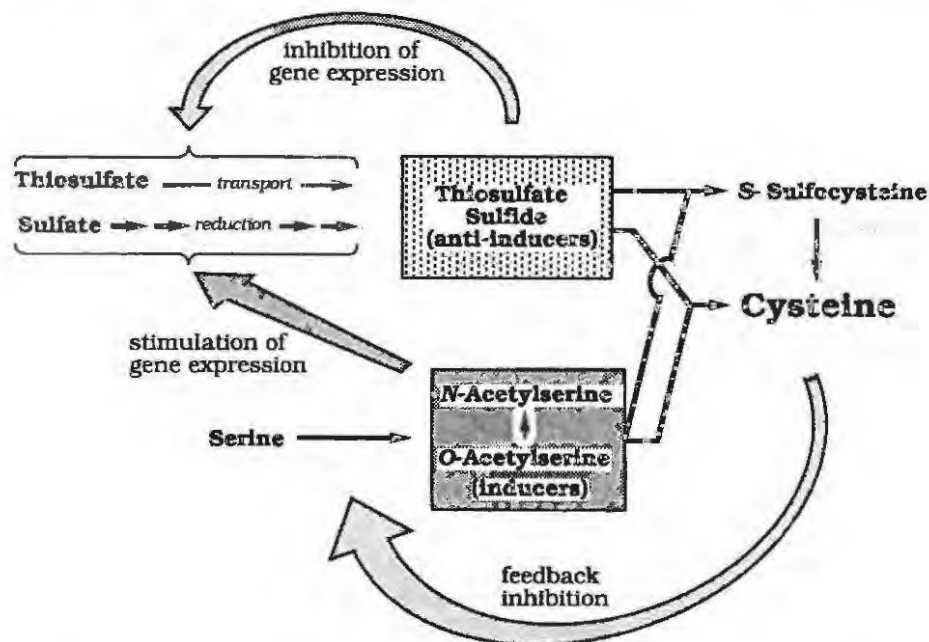 inhibition of
gene expression
Thiosulfate transport
Sulfate reduction
Thiosulfate
Sulfide
(anti-inducers)
S-Sulfocysteine
Cysteine
stimulation of
gene expression
N-Acetylserine
Serine
O-Acetylserine
(inducers)
feedback
inhibition